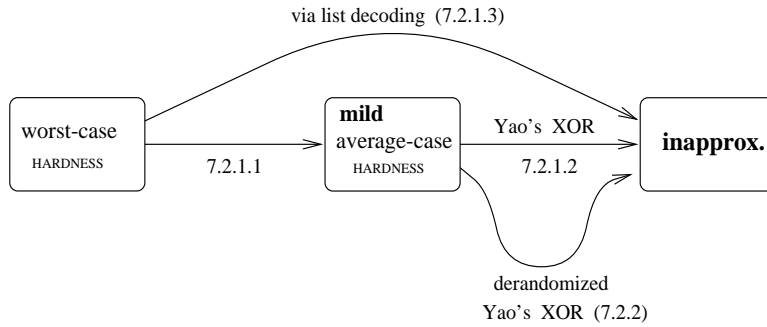 via list decoding (7.2.1.3)
worst-case
HARDNESS
7.2.1.1
mild
average-case
HARDNESS
Yao's XOR
7.2.1.2
inapprox.
derandomized
Yao's XOR (7.2.2)